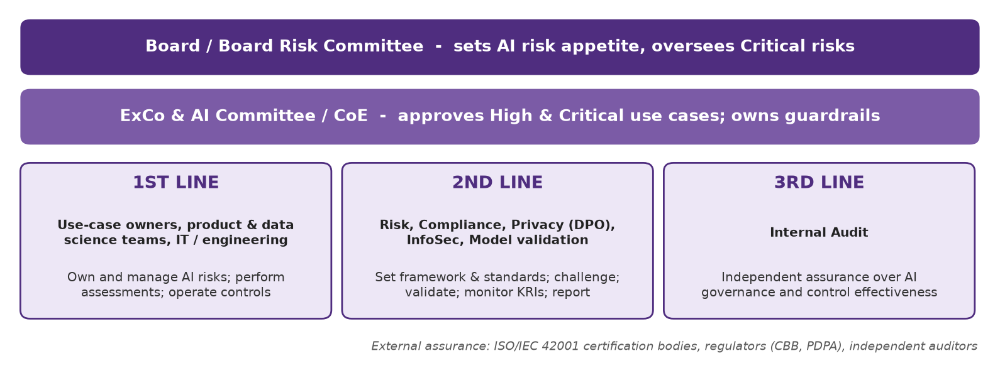 Board / Board Risk Committee  -  sets AI risk appetite, oversees Critical risks
ExCo & AI Committee / CoE  -  approves High & Critical use cases; owns guardrails
1ST LINE
Use-case owners, product & data
science teams, IT / engineering
Own and manage AI risks; perform
assessments; operate controls
2ND LINE
Risk, Compliance, Privacy (DPO),
InfoSec, Model validation
Set framework & standards; challenge;
validate; monitor KRIs; report
3RD LINE
Internal Audit
Independent assurance over AI
governance and control effectiveness
External assurance: ISO/IEC 42001 certification bodies, regulators (CBB, PDPA), independent auditors